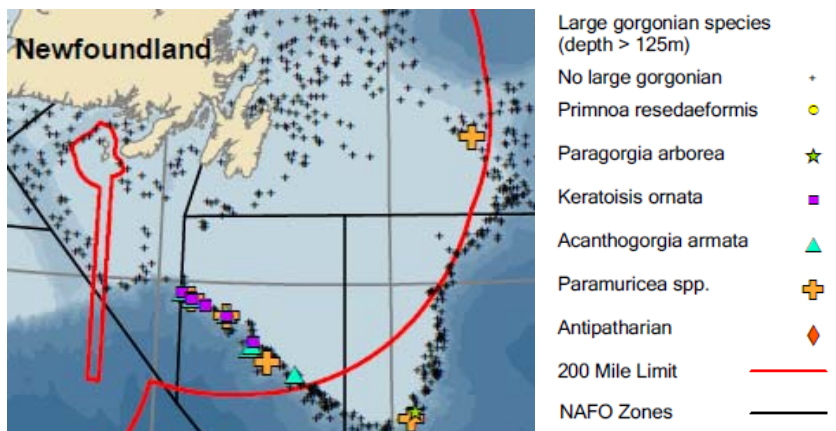 Newfoundland
Large gorgonian species
(depth > 125m)
No large gorgonian
Primnoa resedaeformis
Paragorgia arborea
Keratoisis ornata
Acanthogorgia armata
Paramuricea spp.
Antipatharian
200 Mile Limit
NAFO Zones